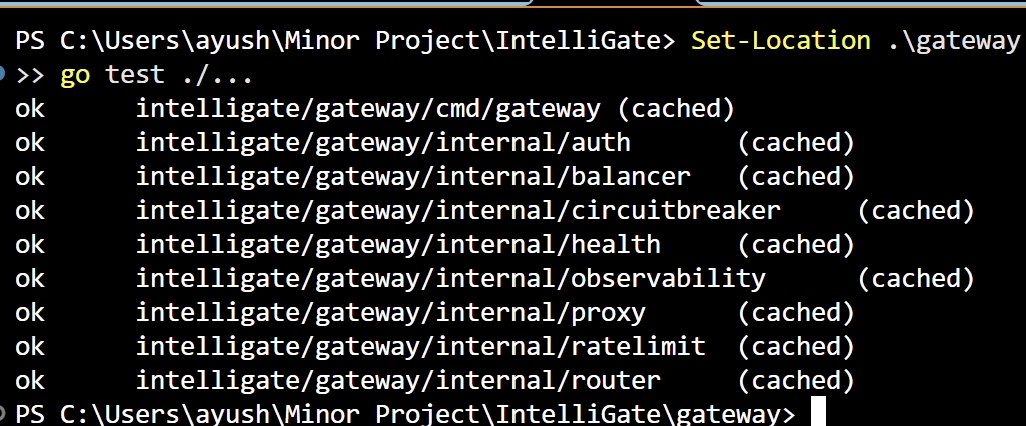 PS C:\Users\ayush\Minor Project\IntelliGate> Set-Location .\gateway
>> go test ./...
ok      intelligate/gateway/cmd/gateway (cached)
ok      intelligate/gateway/internal/auth       (cached)
ok      intelligate/gateway/internal/balancer   (cached)
ok      intelligate/gateway/internal/circuitbreaker     (cached)
ok      intelligate/gateway/internal/health     (cached)
ok      intelligate/gateway/internal/observability      (cached)
ok      intelligate/gateway/internal/proxy      (cached)
ok      intelligate/gateway/internal/ratelimit  (cached)
ok      intelligate/gateway/internal/router     (cached)
PS C:\Users\ayush\Minor Project\IntelliGate\gateway>